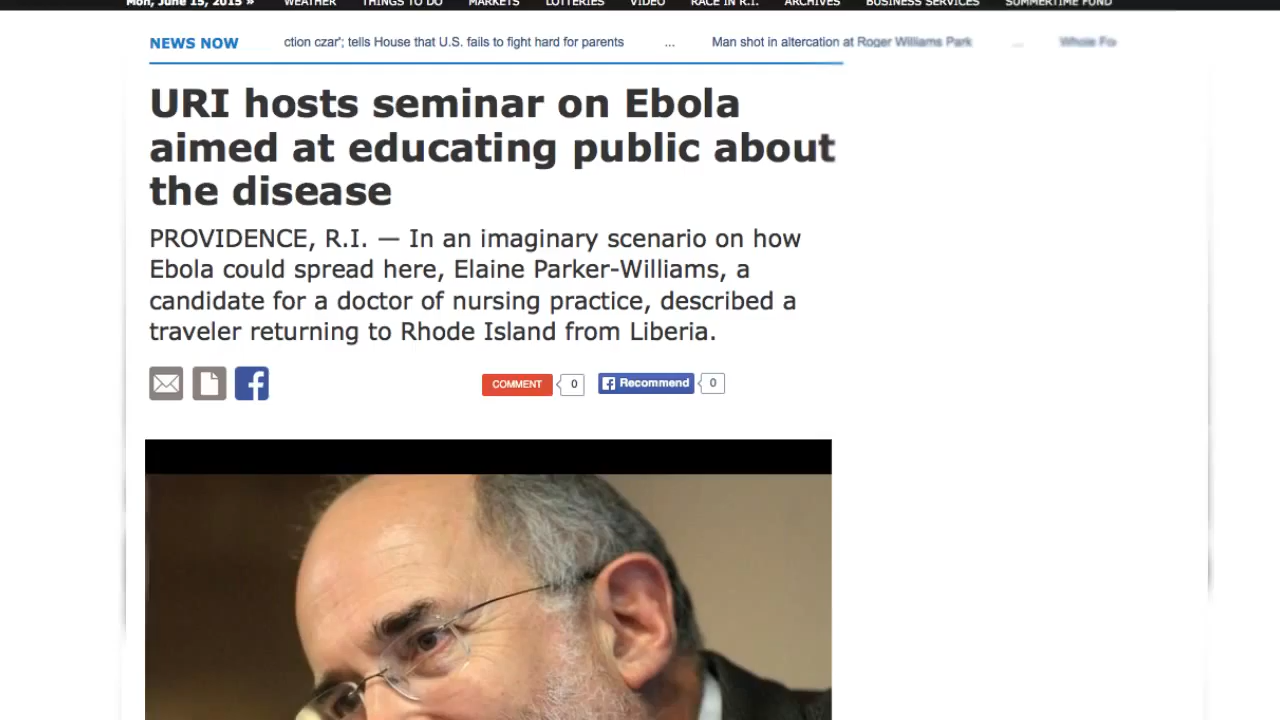 Mon, June 15, 2015 » WEATHER THINGS TO DO MARKETS LOTTERIES VIDEO RACE IN R.I. ARCHIVES BUSINESS SERVICES SUMMERTIME FUND
NEWS NOW ction czar'; tells House that U.S. fails to fight hard for parents ... Man shot in altercation at Roger Williams Park ... Whole Fo
URI hosts seminar on Ebola
aimed at educating public about
the disease
PROVIDENCE, R.I. — In an imaginary scenario on how
Ebola could spread here, Elaine Parker-Williams, a
candidate for a doctor of nursing practice, described a
traveler returning to Rhode Island from Liberia.
COMMENT 0 Recommend 0